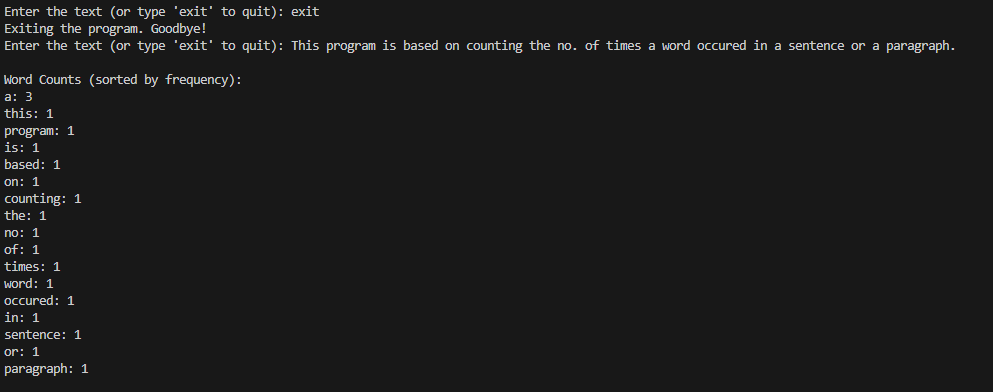 Enter the text (or type 'exit' to quit): exit
Exiting the program. Goodbye!
Enter the text (or type 'exit' to quit): This program is based on counting the no. of times a word occured in a sentence or a paragraph.
Word Counts (sorted by frequency):
a: 3
this: 1
program: 1
is: 1
based: 1
on: 1
counting: 1
the: 1
no: 1
of: 1
times: 1
word: 1
occured: 1
in: 1
sentence: 1
or: 1
paragraph: 1